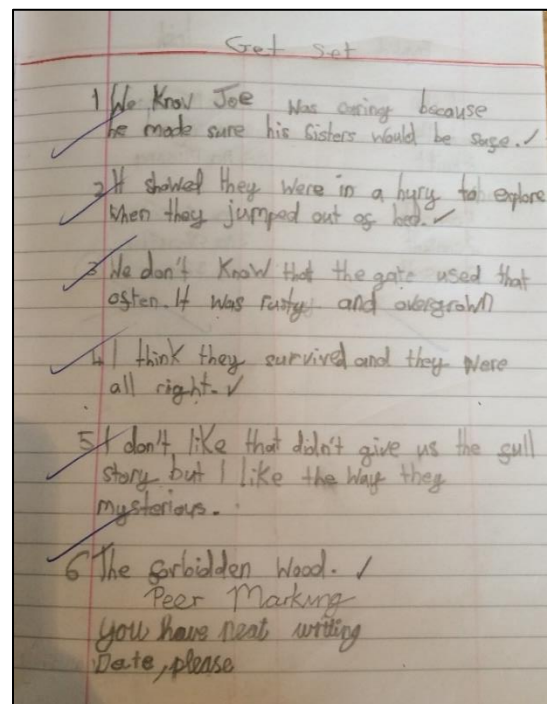 Get Set
1 We know Joe was caring because
he made sure his sisters would be safe.
2 It showed they were in a hury to explore
when they jumped out of bed.
3 We don't know that the gate used that
often. It was rusty and overgrown
4 I think they survived and they were
all right.
5 I don't like that didn't give us the full
story but I like the way they
mysterious.
6 The forbidden wood.
Peer Marking
You have neat writting
Date, please